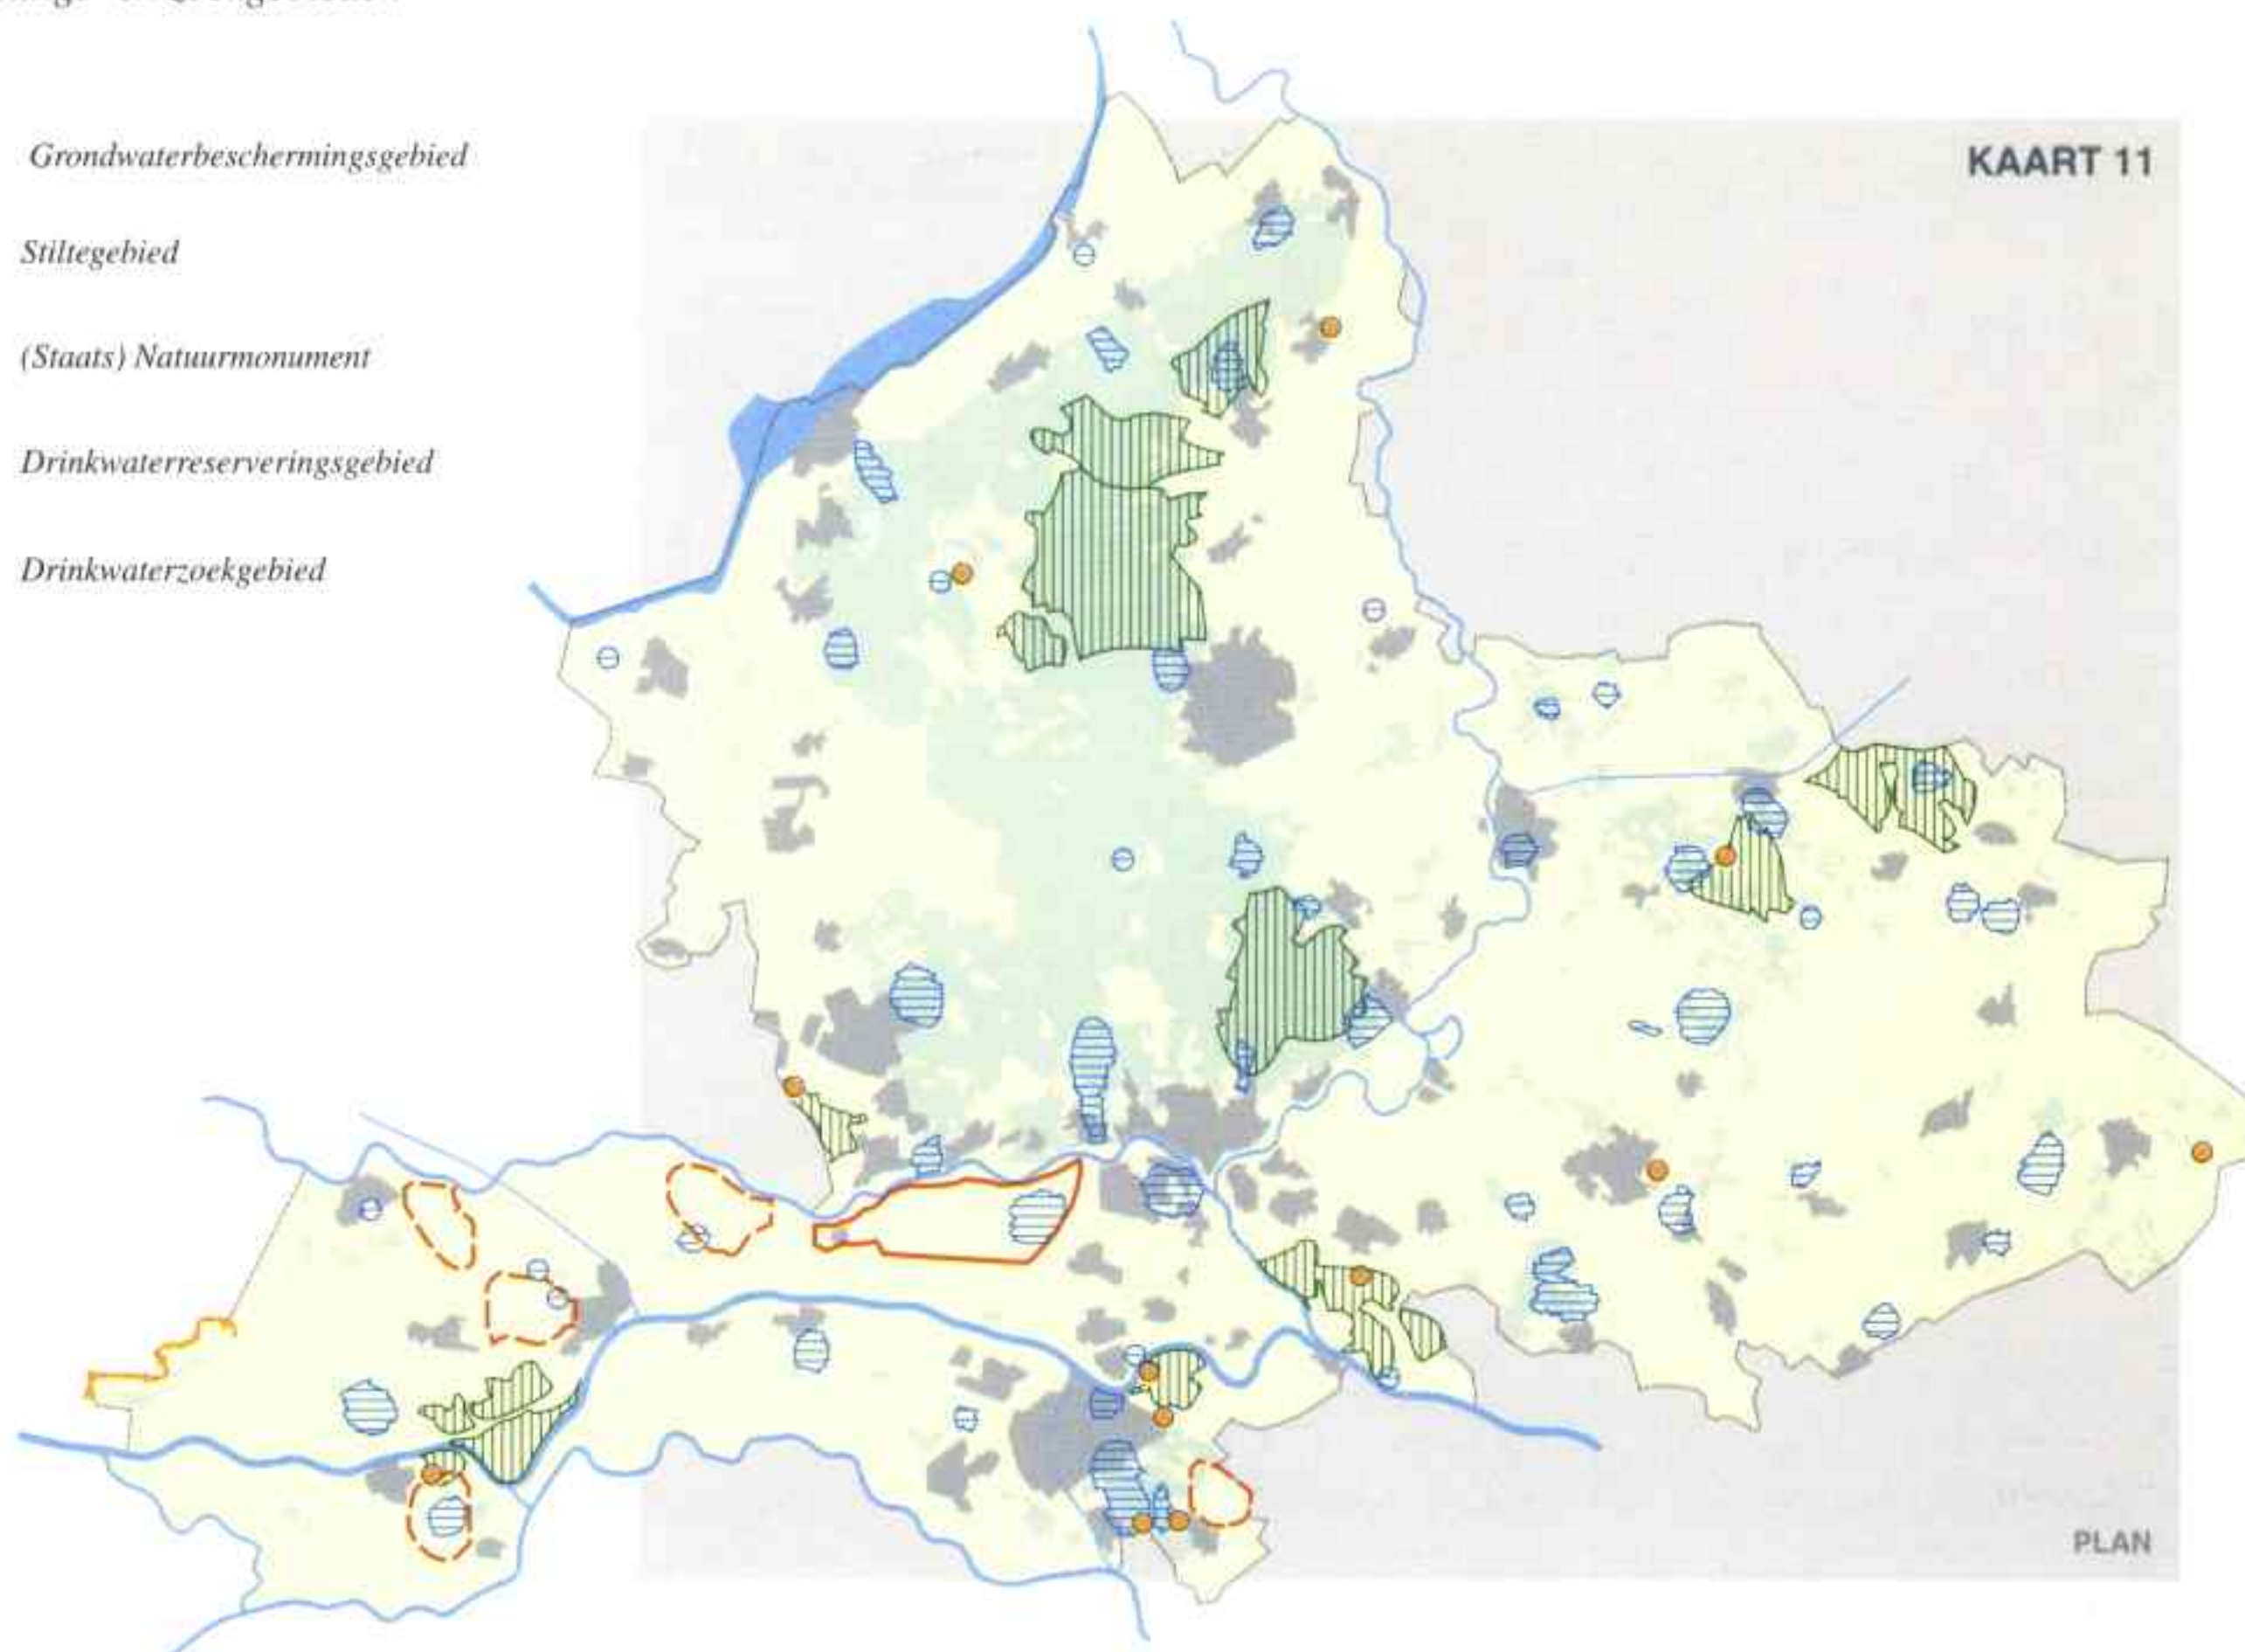 Grondwaterbeschermingsgebied
KAART 11
Stiltegebied
(Staats) Natuurmonument
Drinkwaterreserveringsgebied
Drinkwaterzoekgebied
PLAN